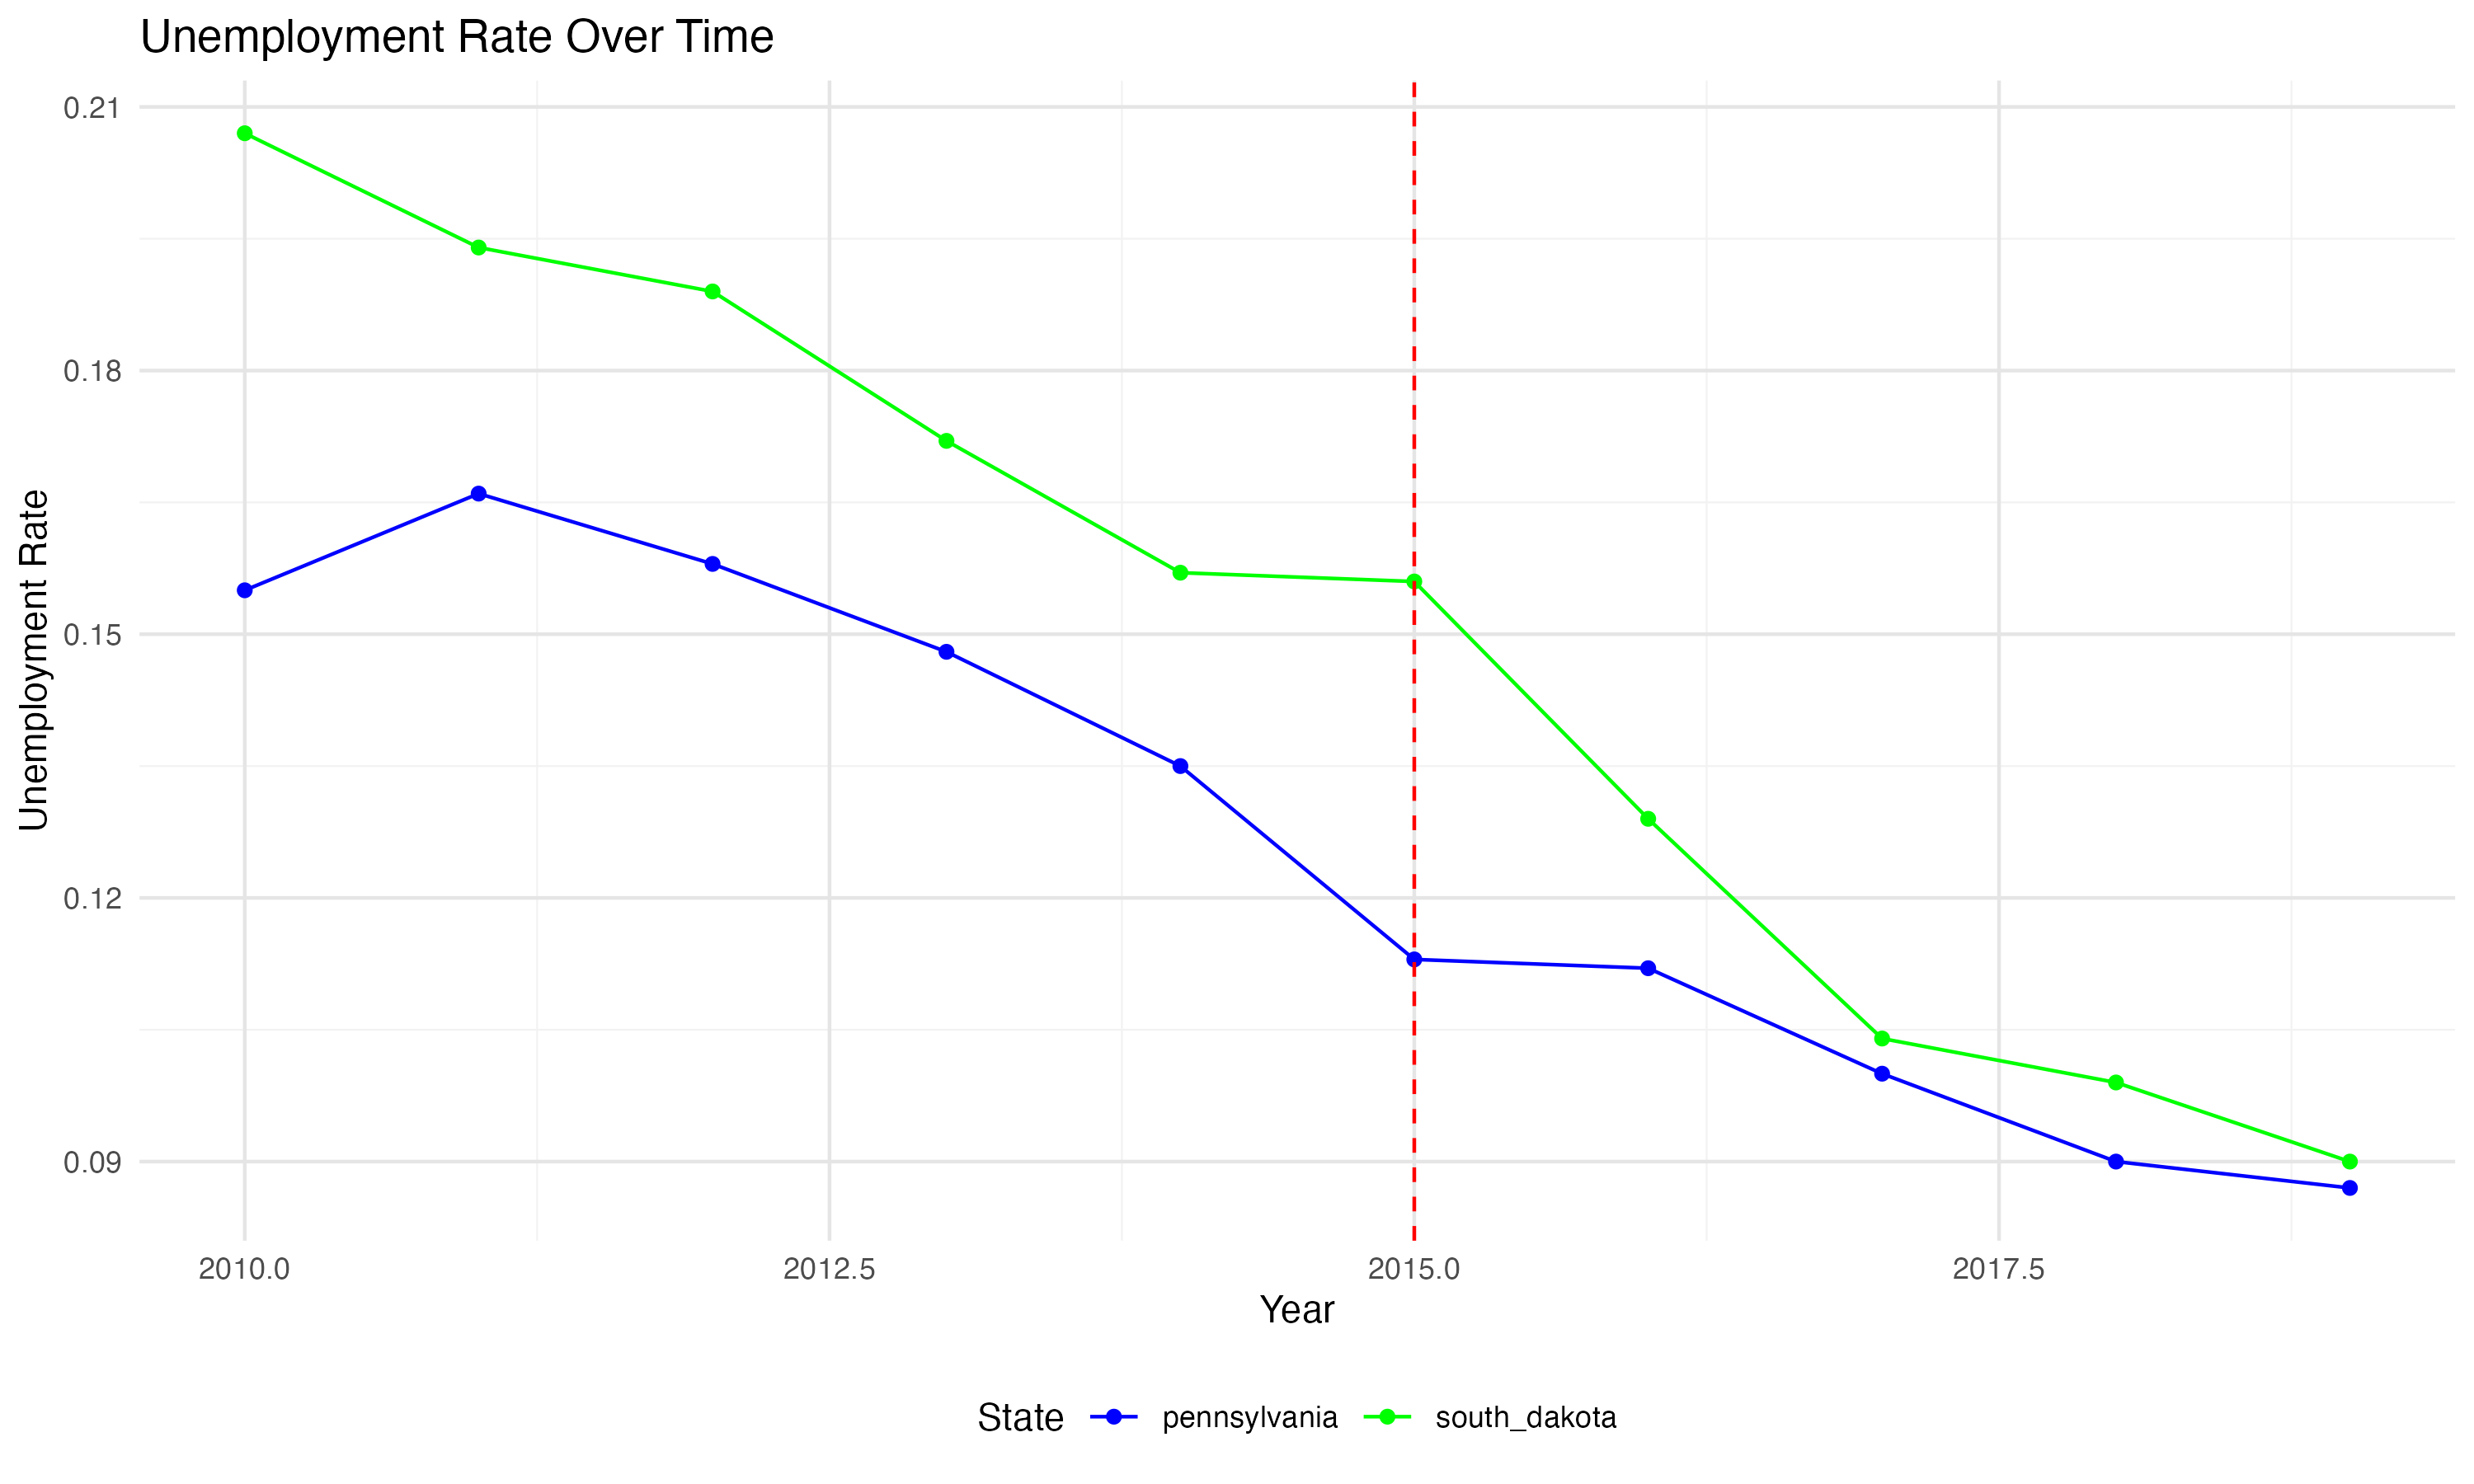 Unemployment Rate Over Time
Unemployment Rate
0.21
0.18
0.15
0.12
0.09
2010.0 2012.5 2015.0 2017.5
Year
State pennsylvania south_dakota